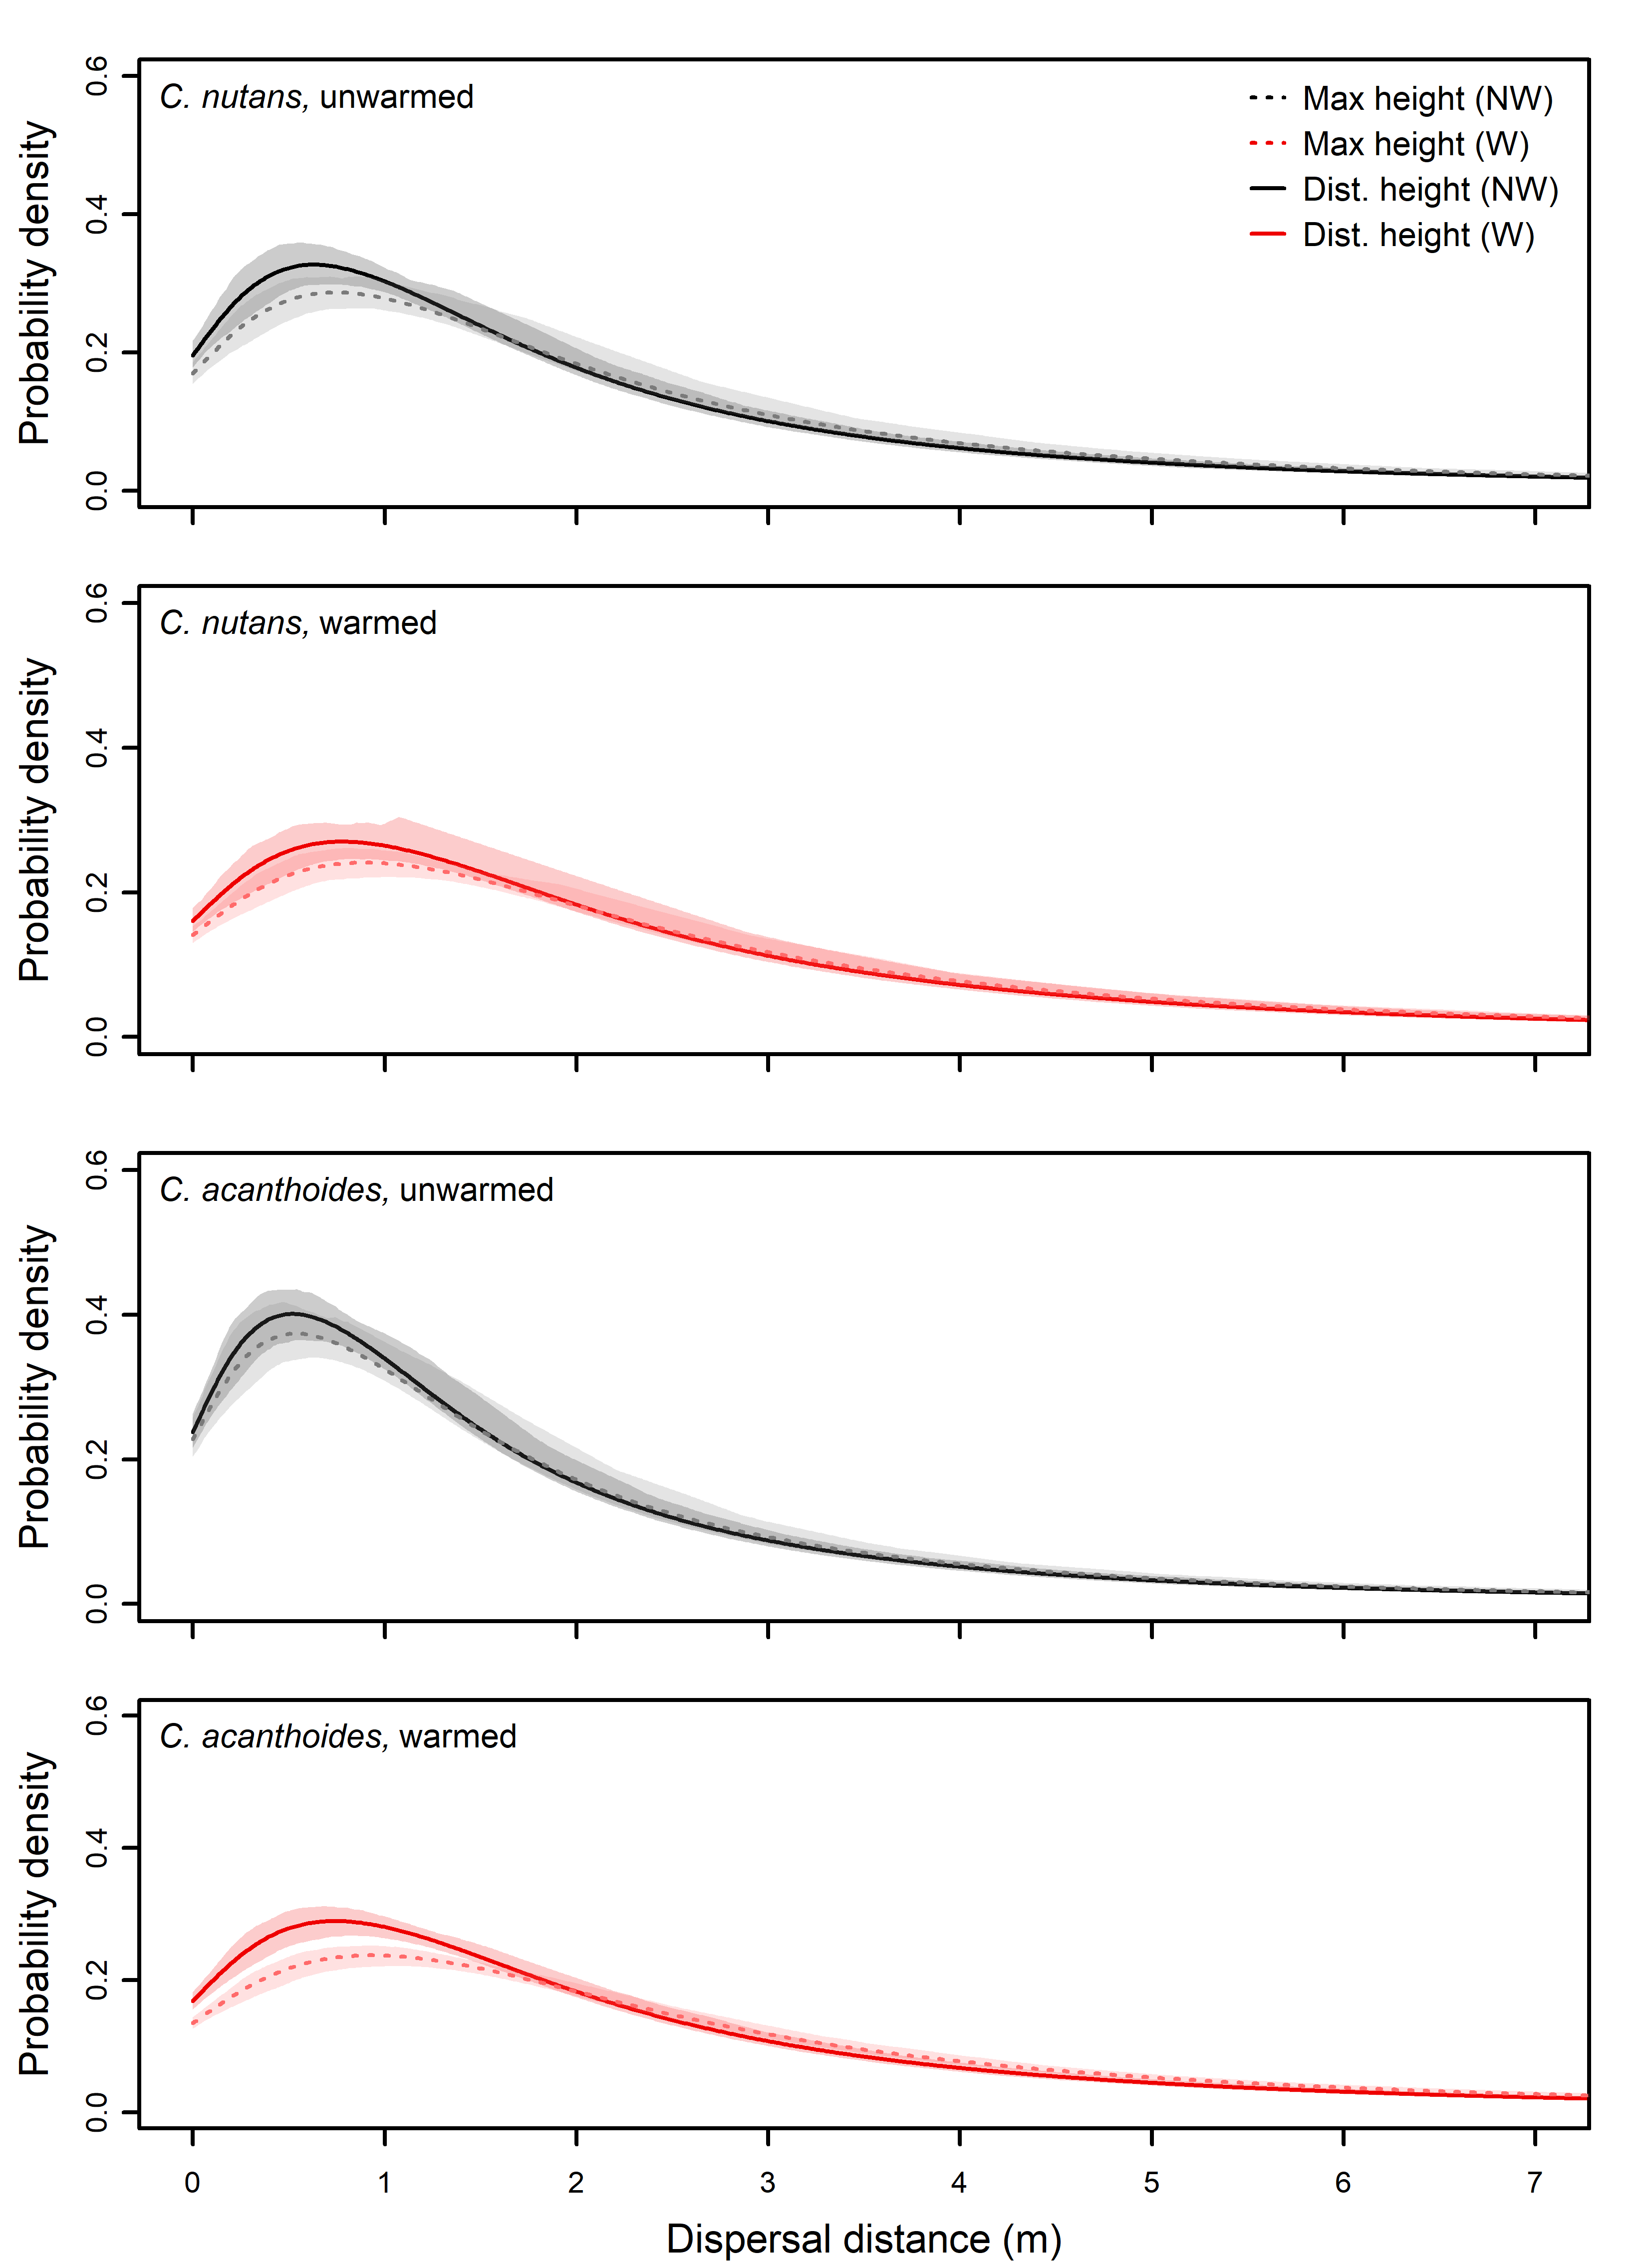 C. nutans, unwarmed
Max height (NW)
Max height (W)
Dist. height (NW)
Dist. height (W)
Probability density
0.6
0.4
0.2
0.0
C. nutans, warmed
Probability density
0.6
0.4
0.2
0.0
C. acanthoides, unwarmed
Probability density
0.6
0.4
0.2
0.0
C. acanthoides, warmed
Probability density
0.6
0.4
0.2
0.0
0 1 2 3 4 5 6 7
Dispersal distance (m)